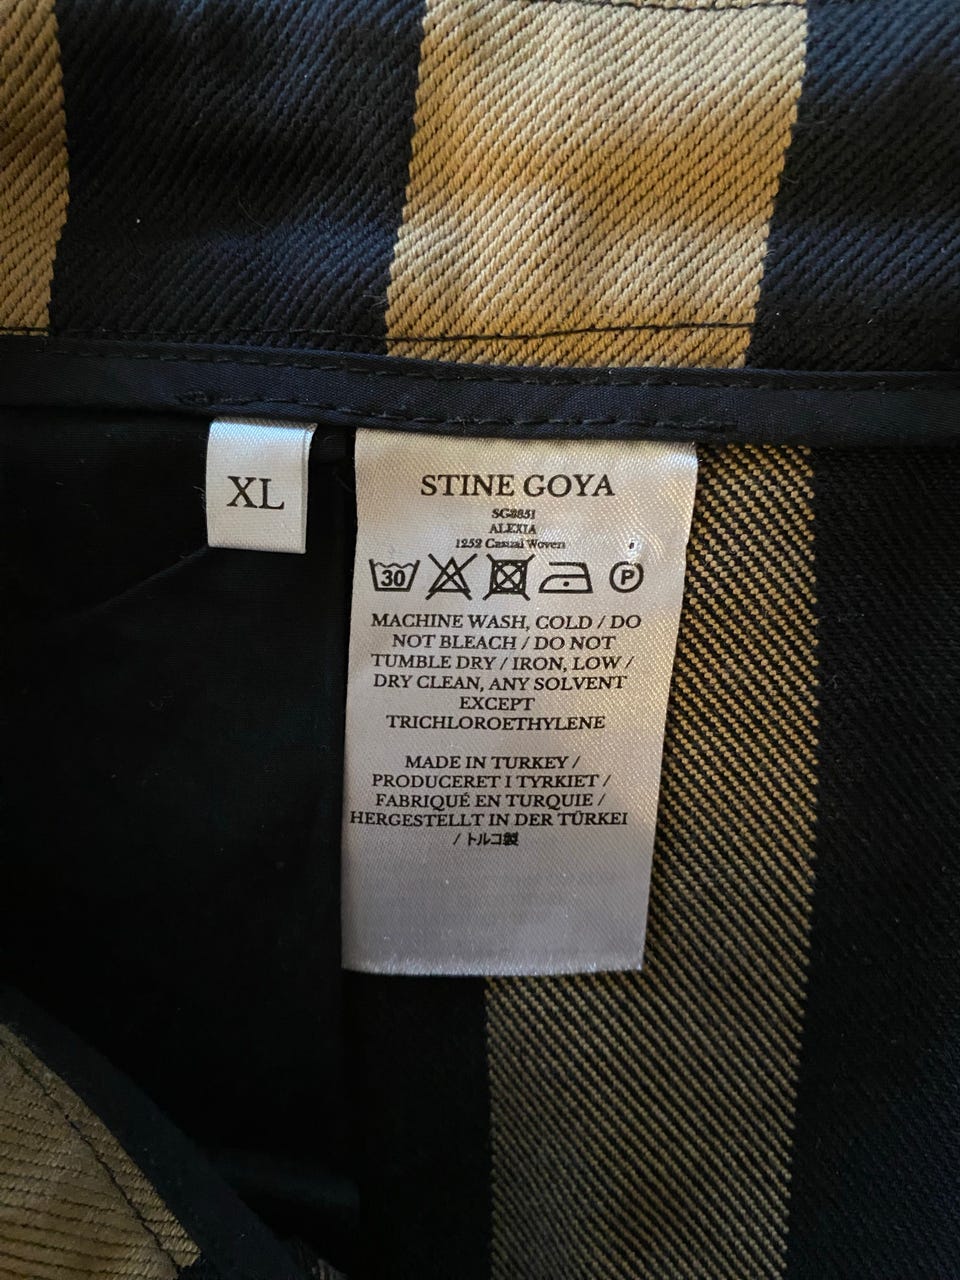 XL
STINE GOYA
SG3851
ALEXIA
1252 Casual Woven
30
P
MACHINE WASH, COLD / DO
NOT BLEACH / DO NOT
TUMBLE DRY / IRON, LOW /
DRY CLEAN, ANY SOLVENT
EXCEPT
TRICHLOROETHYLENE
MADE IN TURKEY /
PRODUCERET I TYRKIET /
FABRIQUÉ EN TURQUIE /
HERGESTELLT IN DER TÜRKEI
/ トルコ製